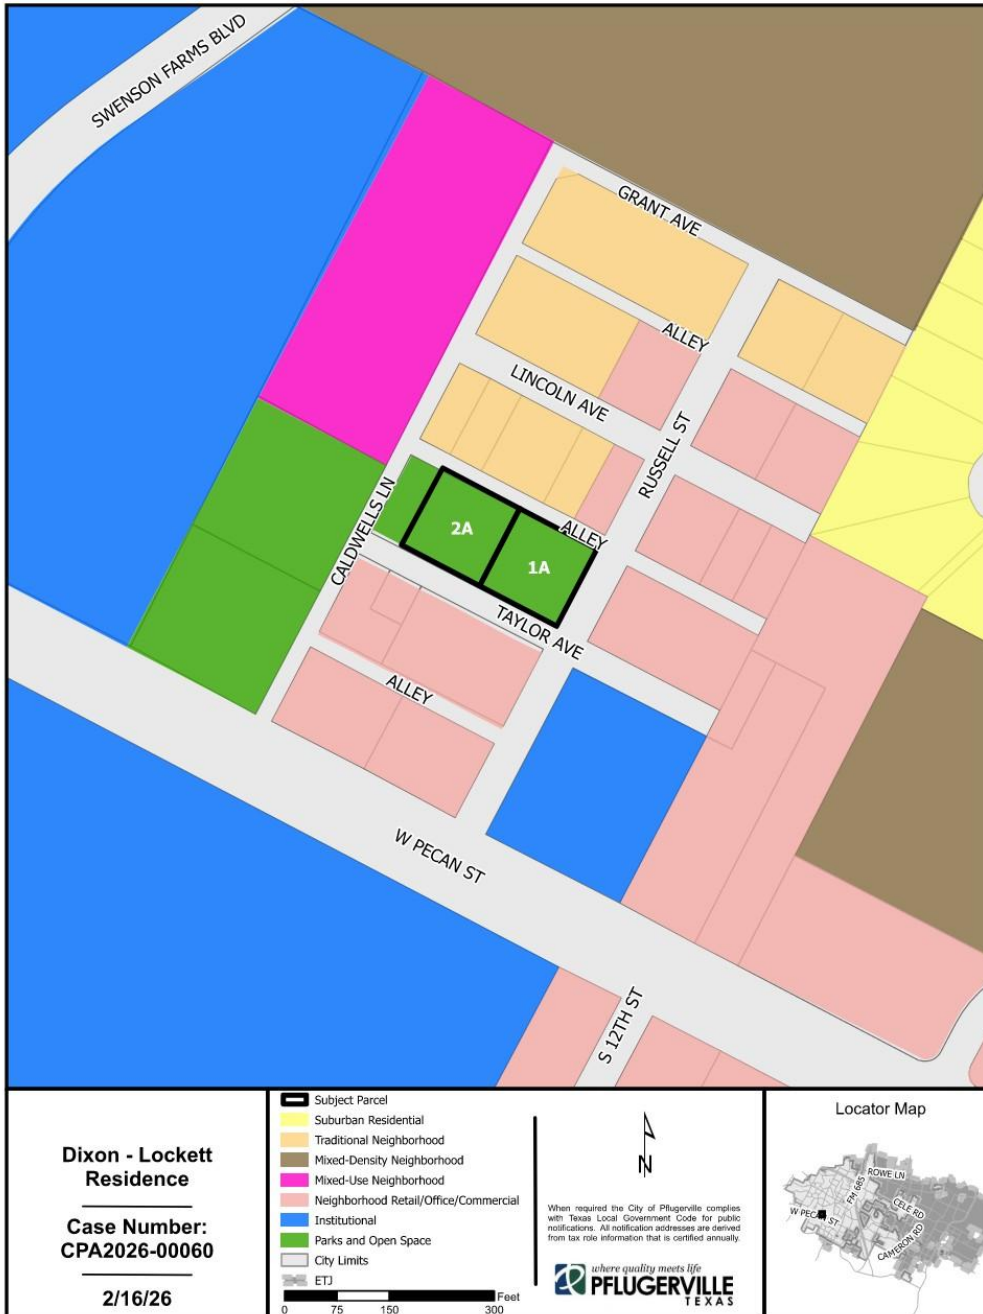 SWENSON FARMS BLVD
GRANT AVE
ALLEY
LINCOLN AVE
RUSSELL ST
CALDWELLS LN
2A
ALLEY
1A
TAYLOR AVE
ALLEY
W PECAN ST
S 12TH ST
Dixon - Lockett
Residence
Case Number:
CPA2026-00060
2/16/26
Subject Parcel
Suburban Residential
Traditional Neighborhood
Mixed-Density Neighborhood
Mixed-Use Neighborhood
Neighborhood Retail/Office/Commercial
Institutional
Parks and Open Space
City Limits
ETJ
Feet
0 75 150 300
N
When required the City of Pflugerville complies
with Texas Local Government Code for public
notifications. All notification addresses are derived
from tax role information that is certified annually.
where quality meets life
PFLUGERVILLE
TEXAS
Locator Map
ROWE LN
FM 685
CELE RD
W PECAN ST
CAMERON RD